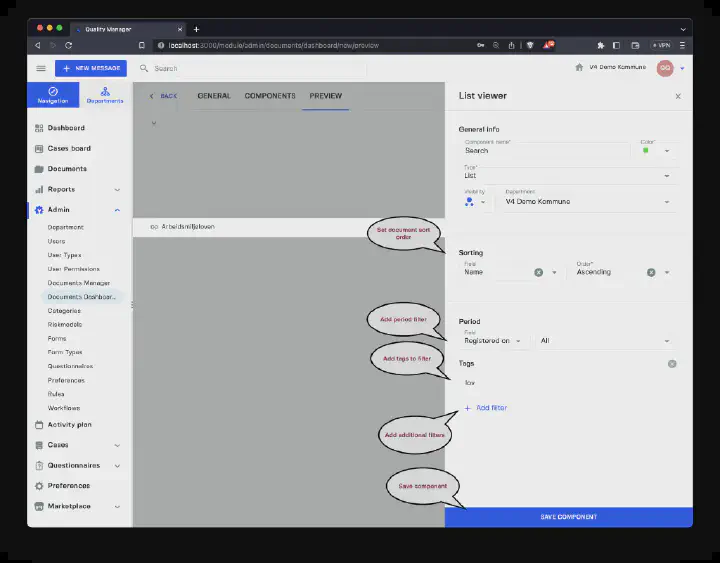 Quality Manager
localhost:3000/module/admin/documents/dashboard/new/preview
VPN
NEW MESSAGE
Search
V4 Demo Kommune
GG
Navigation
Departments
Dashboard
Cases board
Documents
Reports
Admin
Department
Users
User Types
User Permissions
Documents Manager
Documents Dashboar...
Categories
Riskmodels
Forms
Form Types
Questionnaires
Preferences
Rules
Workflows
Activity plan
Cases
Questionnaires
Preferences
Marketplace
BACK
GENERAL
COMPONENTS
PREVIEW
Arbeidsmiljøloven
List viewer
General info
Component name*
Search
Color*
Type*
List
Visibility
Department
V4 Demo Kommune
Set document sort
order
Sorting
Field
Name
Order*
Ascending
Add period filter
Period
Field
Registered on
All
Add tags to filter
Tags
lov
Add filter
Add additional filters
Save component
SAVE COMPONENT